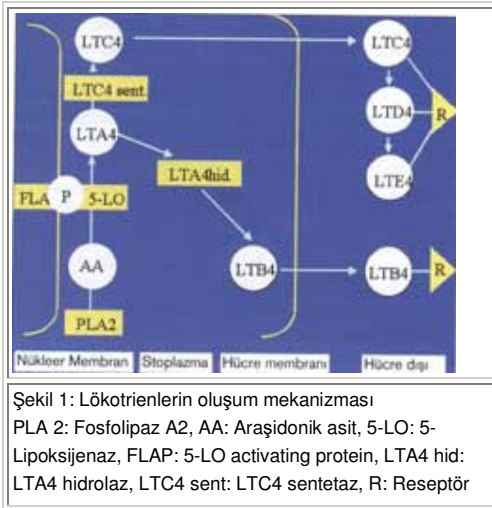 LTC4 LTC4
LTC4 sent.
LTD4 R
LTA4
LTA4hid.
LTE4
FLA P 5-LO
AA LTB4 LTB4 R
PLA2
Nükleer Membran Stoplazma Hücre membranı Hücre dışı
Şekil 1: Lökotrienlerin oluşum mekanizması
PLA 2: Fosfolipaz A2, AA: Araşidonik asit, 5-LO: 5-
Lipoksijenaz, FLAP: 5-LO activating protein, LTA4 hid:
LTA4 hidrolaz, LTC4 sent: LTC4 sentetaz, R: Reseptör